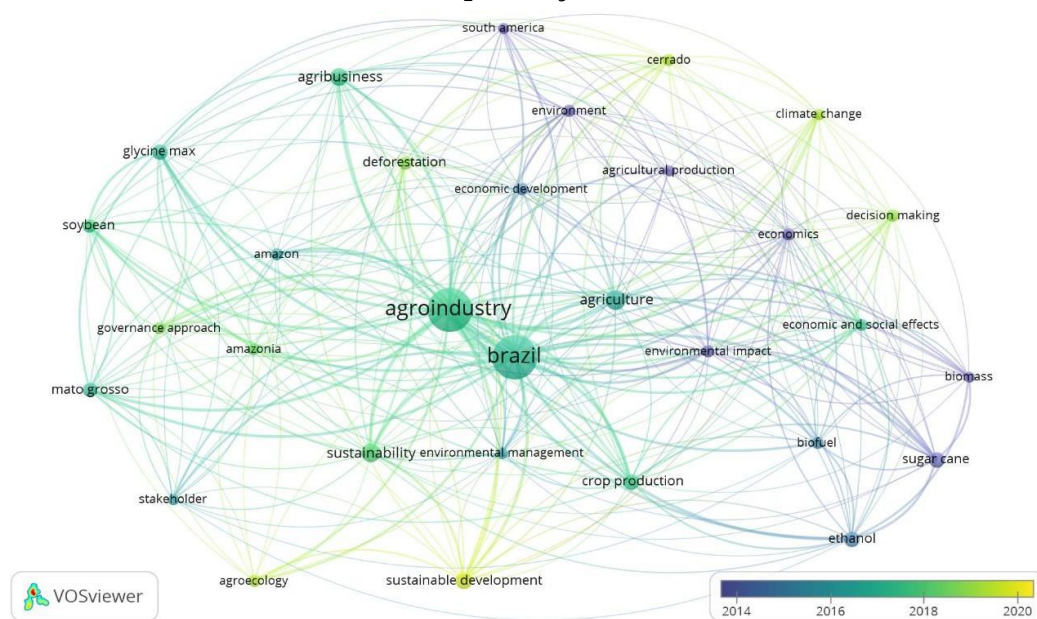 south america
cerrado
agribusiness
environment
climate change
glycine max
deforestation
agricultural production
economic development
decision making
soybean
economics
amazon
agriculture
agroindustry
governance approach
economic and social effects
amazonia
brazil
environmental impact
biomass
mato grosso
sustainability
environmental management
biofuel
sugar cane
crop production
stakeholder
ethanol
agroecology
sustainable development
VOSviewer
2014
2016
2018
2020